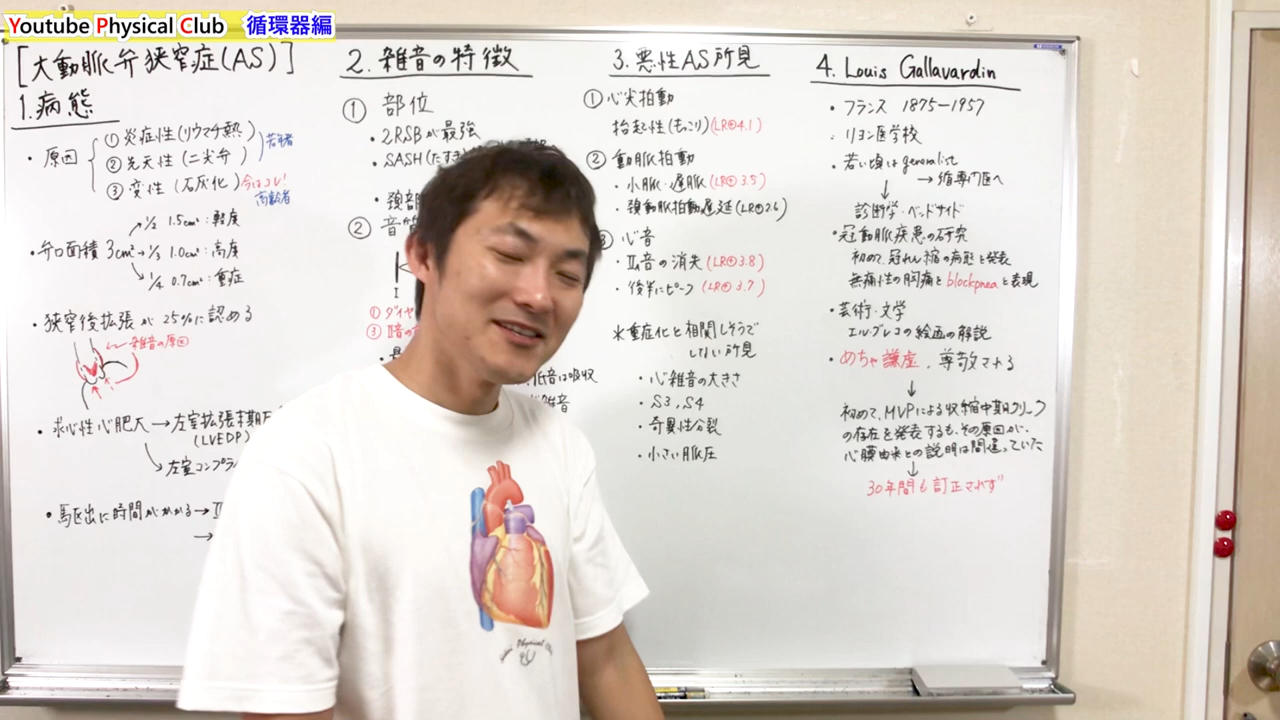 Youtube Physical Club 循環器編
[大動脈弁狭窄症(AS)]
1.病態
・原因
①炎症性(リウマチ熱)
②先天性(二尖弁)
若年者
③変性(石灰化)今はコレ!
高齢者
・弁口面積 3cm²
1/2 1.5cm²:軽度
1/3 1.0cm²:高度
1/4 0.7cm²:重症
・狭窄後拡張が25%に認める
雑音の原因
・求心性心肥大→左室拡張末期
(LVEDP)
左室コンプライ
・駆出に時間がかかる→
2.雑音の特徴
①部位
・2RSBが最強
・SASH(たすき
・頚部
②音
I
①ダイヤ
③II音の
低音は吸収
雑音
3.悪性AS所見
①心尖拍動
抬起性(もっこり)(LR⊕4.1)
②動脈拍動
・小脈・遅脈(LR⊕3.5)
・頚動脈拍動遅延(LR⊕2.6)
心音
・IIA音の消失(LR⊕3.8)
・後半にピーク(LR⊕3.7)
*重症化と相関しそうで
しない所見
・心雑音の大きさ
・S3,S4
・奇異性分裂
・小さい脈圧
4.Louis Gallavardin
・フランス 1875-1957
・リヨン医学校
・若い頃はgeneralist
→循専門医へ
診断学・ベッドサイド
・冠動脈疾患の研究
初めて、冠れん縮の病態を発表
無痛性の胸痛をblockpneaと表現
・芸術・文学
エルグレコの絵画の解説
・めちゃ謙虚、尊敬される
初めて、MVPによる収縮中期クリック
の存在を発表するも、その原因が、
心膜由来との説明は間違っていた
30年間も訂正されず"